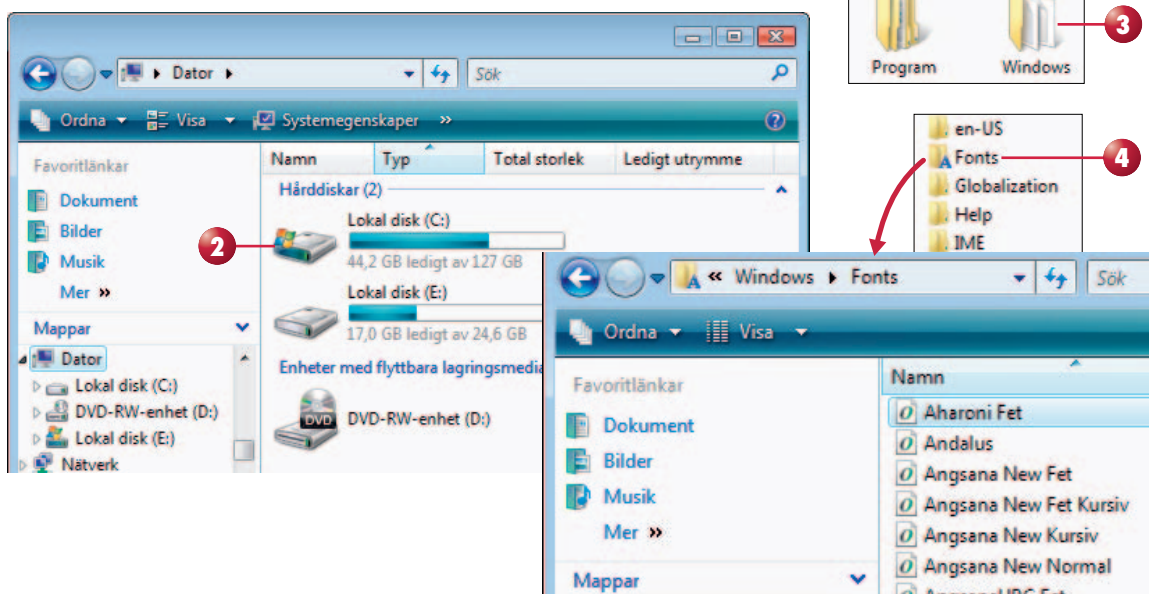 Dator
Sök
Ordna Visa Systemegenskaper »
Favoritlänkar
Dokument
Bilder
Musik
Mer »
Mappar
Dator
Lokal disk (C:)
DVD-RW-enhet (D:)
Lokal disk (E:)
Nätverk
Namn Typ Total storlek Ledigt utrymme
Hårddiskar (2)
2
Lokal disk (C:)
44,2 GB ledigt av 127 GB
Lokal disk (E:)
17,0 GB ledigt av 24,6 GB
Enheter med flyttbara lagringsmedia
DVD
DVD-RW-enhet (D:)
Program Windows
3
en-US
Fonts
4
Globalization
Help
IME
« Windows Fonts
Sök
Ordna Visa
Favoritlänkar
Dokument
Bilder
Musik
Mer »
Mappar
Namn
Aharoni Fet
Andalus
Angsana New Fet
Angsana New Fet Kursiv
Angsana New Kursiv
Angsana New Normal
AngsanaUPC Fet